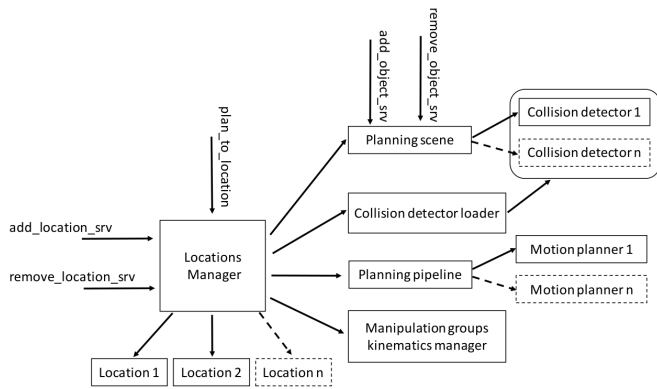 add_object_srv
remove_object_srv
plan_to_location
Planning scene
Collision detector 1
Collision detector n
add_location_srv
remove_location_srv
Locations
Manager
Collision detector loader
Planning pipeline
Motion planner 1
Motion planner n
Manipulation groups
kinematics manager
Location 1
Location 2
Location n